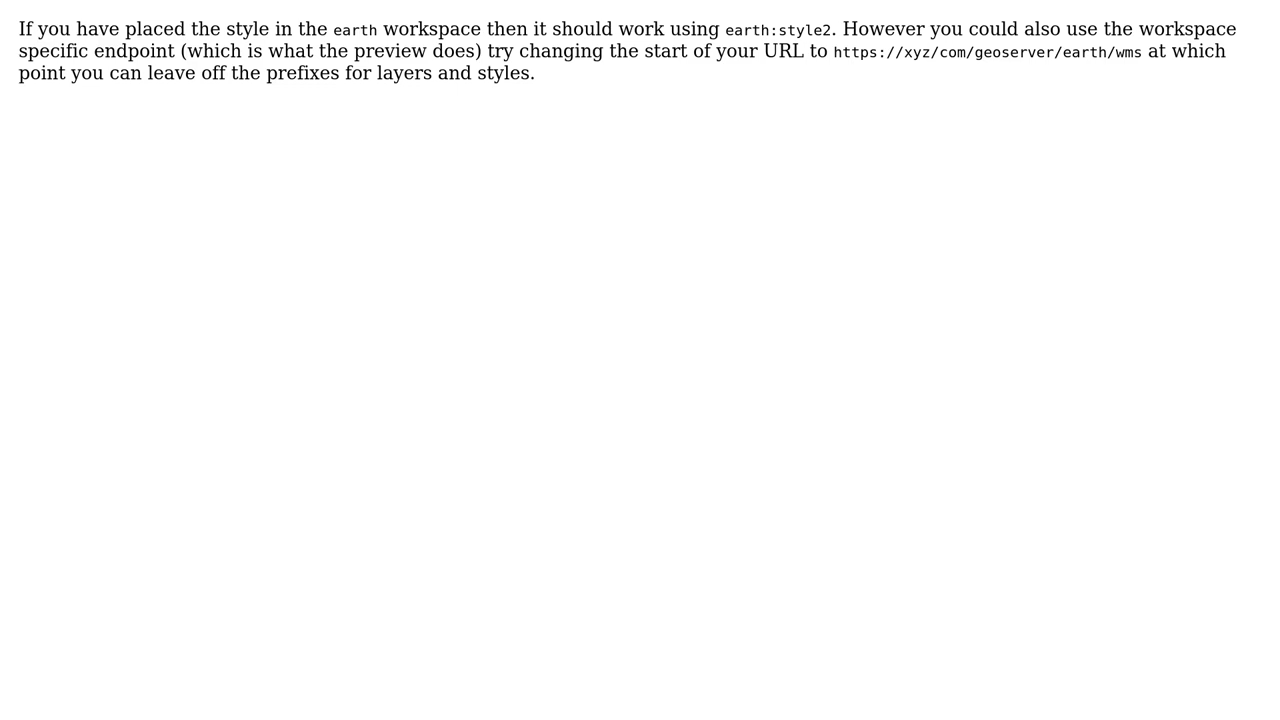 If you have placed the style in the earth workspace then it should work using earth:style2. However you could also use the workspace
specific endpoint (which is what the preview does) try changing the start of your URL to https://xyz/com/geoserver/earth/wms at which
point you can leave off the prefixes for layers and styles.